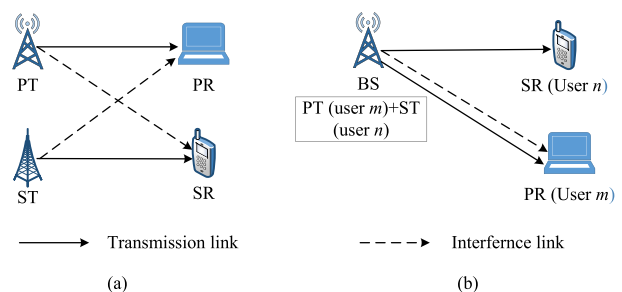 PT
PR
BS
SR (User n)
PT (user m)+ST
(user n)
ST
SR
PR (User m)
Transmission link
Interfernce link
(a)
(b)